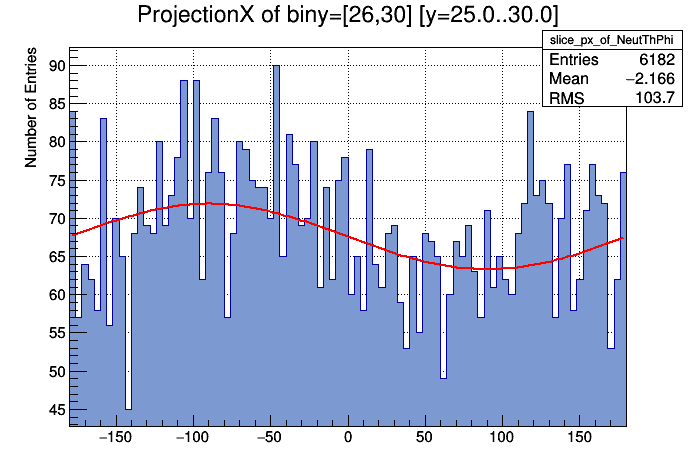 ProjectionX of biny=[26,30] [y=25.0..30.0]
slice_px_of_NeutThPhi
Entries 6182
Mean −2.166
RMS 103.7
Number of Entries
90
85
80
75
70
65
60
55
50
45
−150 −100 −50 0 50 100 150